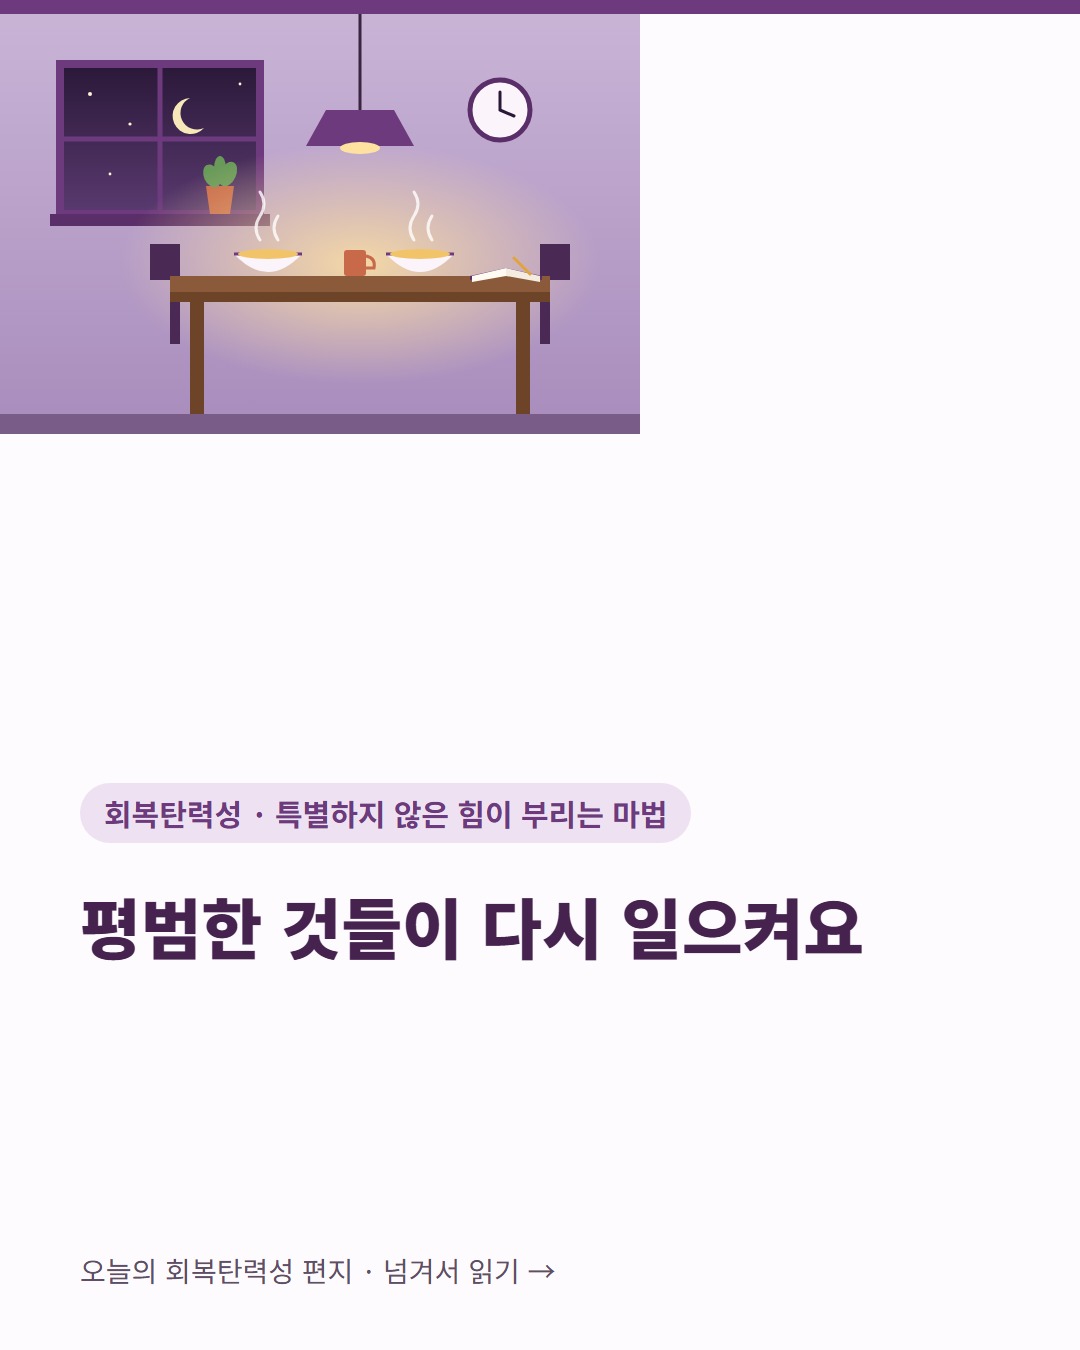 회복탄력성 · 특별하지 않은 힘이 부리는 마법
평범한 것들이 다시 일으켜요
오늘의 회복탄력성 편지 · 넘겨서 읽기 →